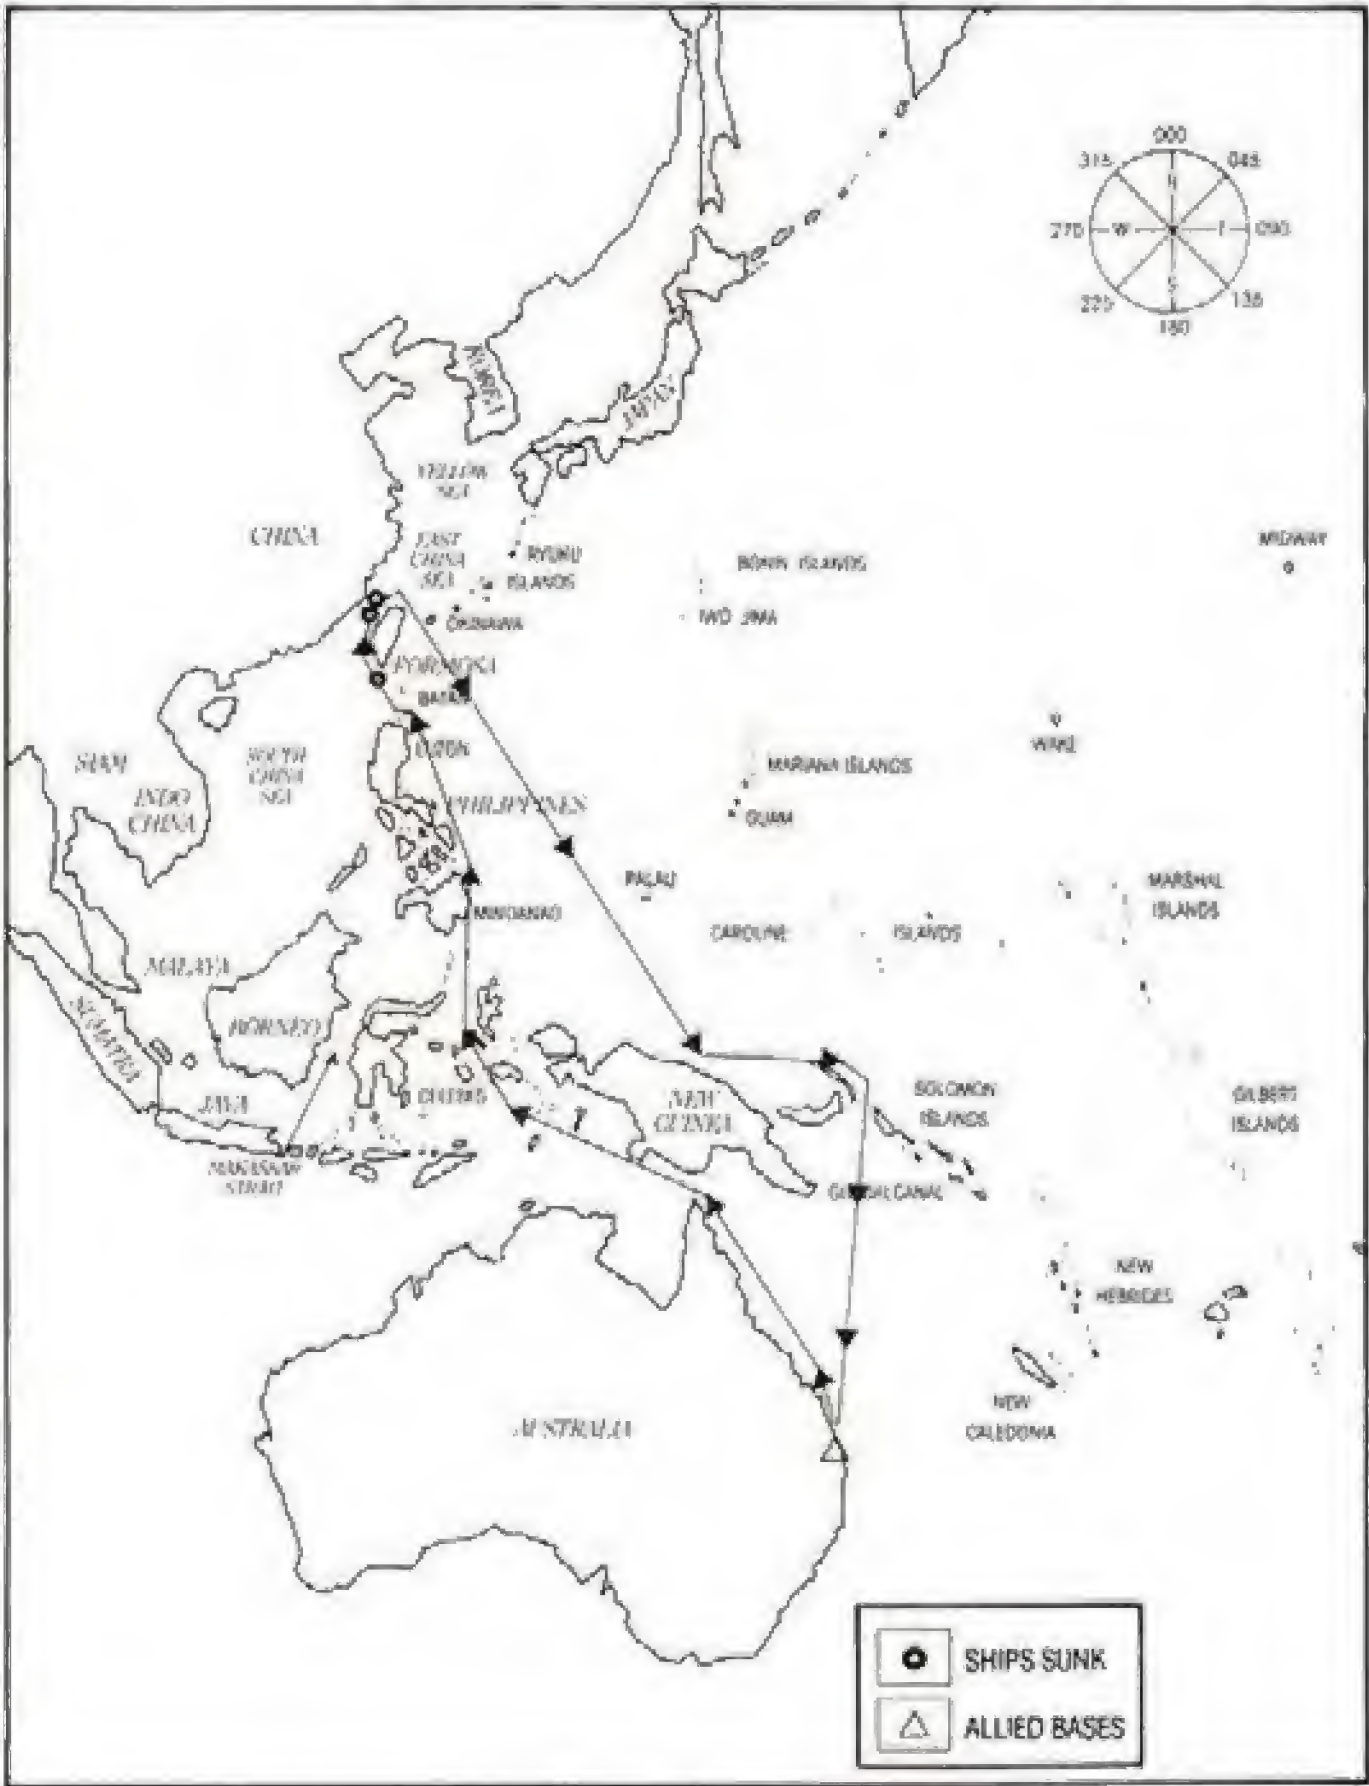 000
315
045
270
W
N
E
090
S
225
135
180
KOREA
JAPAN
YELLOW
SEA
CHINA
EAST
CHINA
SEA
RYUKU
ISLANDS
BONIN ISLANDS
MIDWAY
OKINAWA
IWO JIMA
FORMOSA
BATAN
WAKE
LUZON
SIAM
SOUTH
CHINA
SEA
MARIANA ISLANDS
INDO
CHINA
PHILIPPINES
GUAM
PALAU
MARSHAL
ISLANDS
MINDANAO
CAROLINE
ISLANDS
MALAYA
SUMATRA
BORNEO
JAVA
NEW
GUINEA
SOLOMON
ISLANDS
GILBERT
ISLANDS
MAKASSAR
STRAIT
GUADALCANAL
NEW
HEBRIDES
NEW
CALEDONIA
AUSTRALIA
SHIPS SUNK
ALLIED BASES